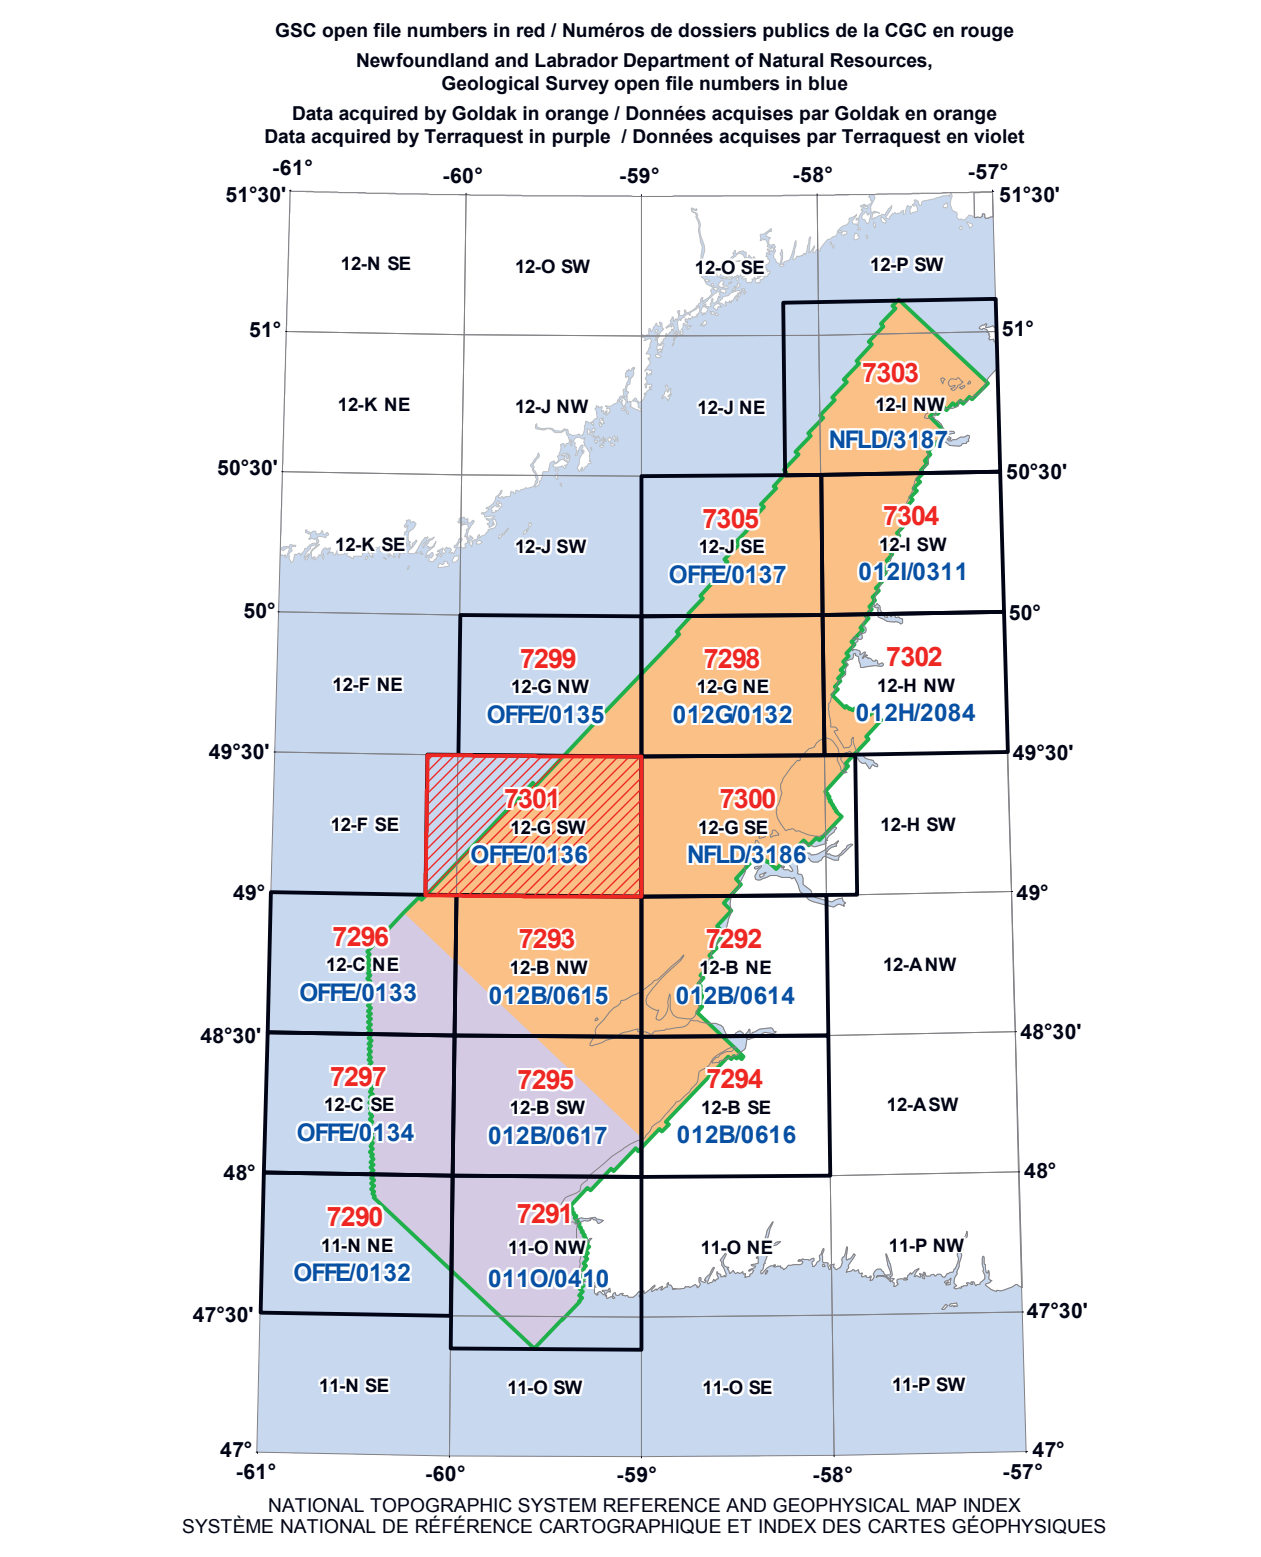 GSC open file numbers in red / Numéros de dossiers publics de la CGC en rouge
Newfoundland and Labrador Department of Natural Resources,
Geological Survey open file numbers in blue
Data acquired by Goldak in orange / Données acquises par Goldak en orange
Data acquired by Terraquest in purple / Données acquises par Terraquest en violet
-61° -60° -59° -58° -57°
51°30' 51°30'
12-N SE 12-O SW 12-O SE 12-P SW
51° 51°
7303
12-K NE 12-J NW 12-J NE 12-I NW
NFLD/3187
50°30' 50°30'
7305 7304
12-K SE 12-J SW 12-J SE 12-I SW
OFFE/0137 012I/0311
50° 50°
7299 7298 7302
12-F NE 12-G NW 12-G NE 12-H NW
OFFE/0135 012G/0132 012H/2084
49°30' 49°30'
7301 7300
12-F SE 12-G SW 12-G SE 12-H SW
OFFE/0136 NFLD/3186
49° 49°
7296 7293 7292
12-C NE 12-B NW 12-B NE 12-A NW
OFFE/0133 012B/0615 012B/0614
48°30' 48°30'
7297 7295 7294
12-C SE 12-B SW 12-B SE 12-A SW
OFFE/0134 012B/0617 012B/0616
48° 48°
7290 7291
11-N NE 11-O NW 11-O NE 11-P NW
OFFE/0132 011O/0410
47°30' 47°30'
11-N SE 11-O SW 11-O SE 11-P SW
47° 47°
-61° -60° -59° -58° -57°
NATIONAL TOPOGRAPHIC SYSTEM REFERENCE AND GEOPHYSICAL MAP INDEX
SYSTÈME NATIONAL DE RÉFÉRENCE CARTOGRAPHIQUE ET INDEX DES CARTES GÉOPHYSIQUES